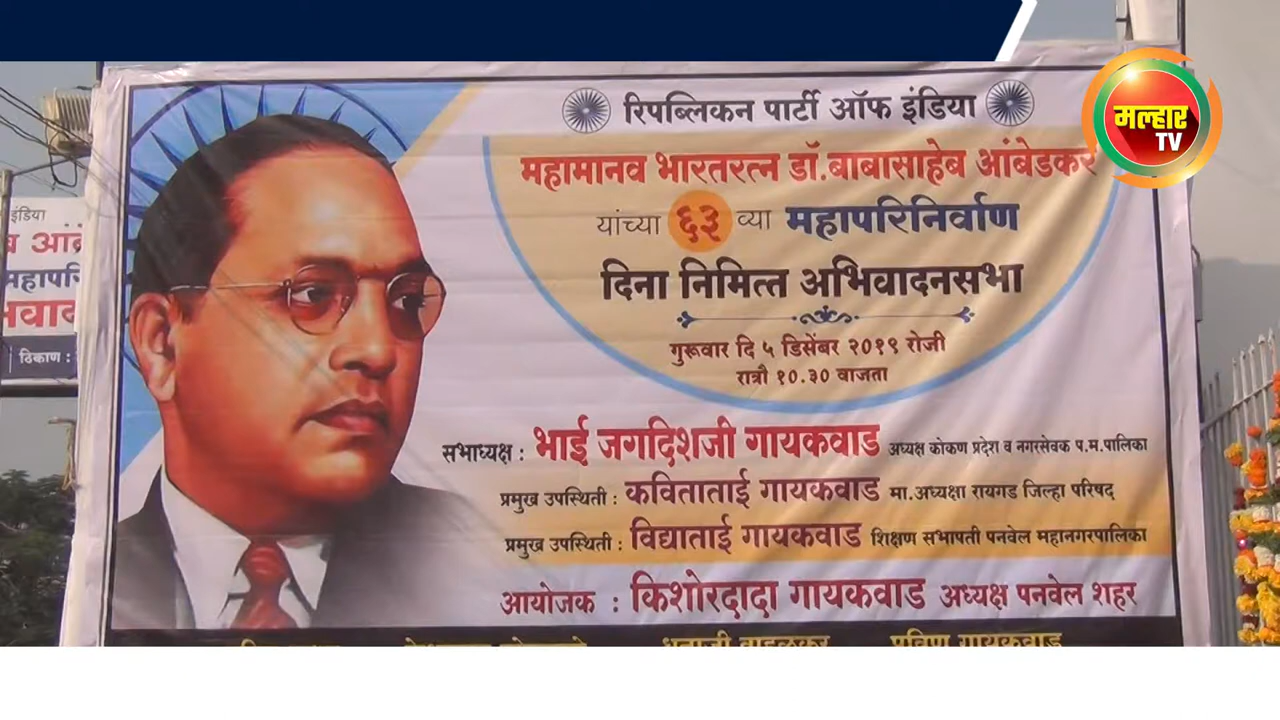 रिपब्लिकन पार्टी ऑफ इंडिया
महामानव भारतरत्न डॉ.बाबासाहेब आंबेडकर
यांच्या ६३ व्या महापरिनिर्वाण
दिना निमित्त अभिवादनसभा
गुरूवार दि ५ डिसेंबर २०१९ रोजी
रात्रौ १०.३० वाजता
सभाध्यक्ष : भाई जगदिशजी गायकवाड अध्यक्ष कोकण प्रदेश व नगरसेवक प.म.पालिका
प्रमुख उपस्थिती : कविताताई गायकवाड मा.अध्यक्षा रायगड जिल्हा परिषद
प्रमुख उपस्थिती : विद्याताई गायकवाड शिक्षण सभापती पनवेल महानगरपालिका
आयोजक : किशोरदादा गायकवाड अध्यक्ष पनवेल शहर
मल्हार
TV
इंडिया
ठिकाण :